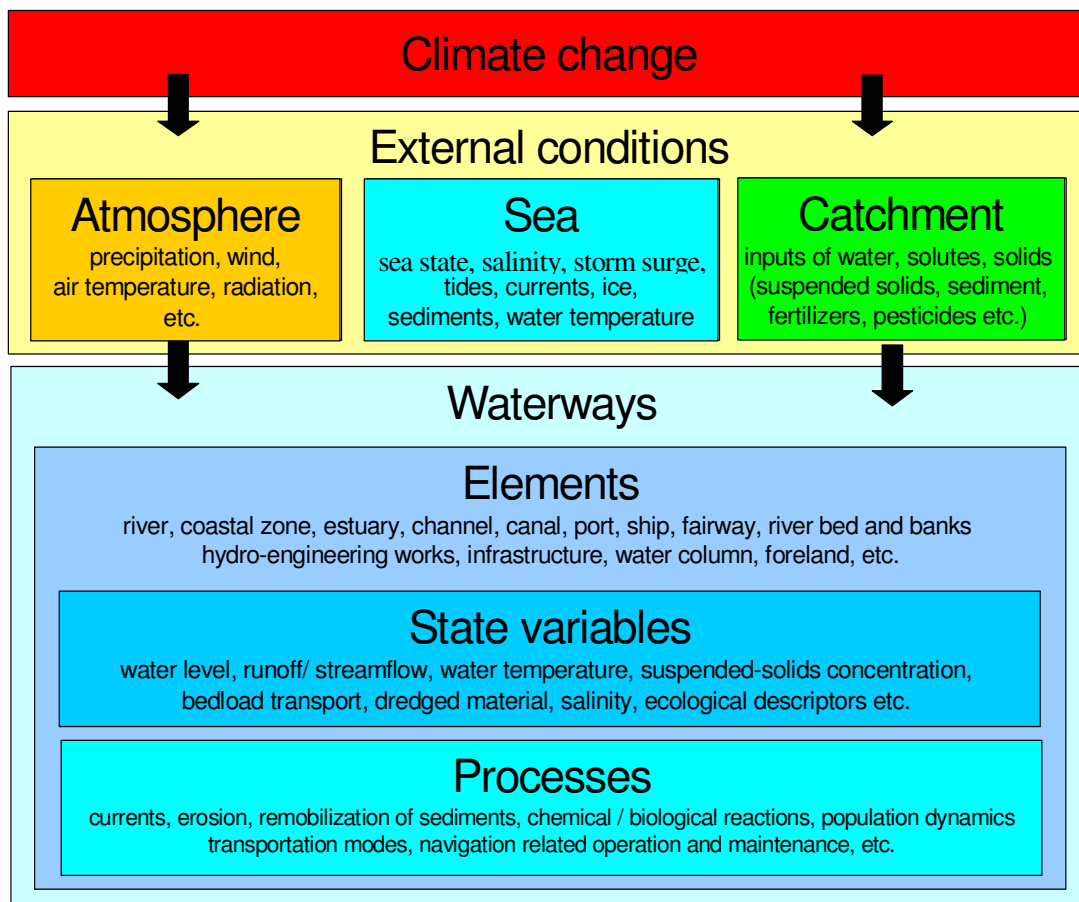 Climate change
External conditions
Atmosphere
precipitation, wind,
air temperature, radiation,
etc.
Sea
sea state, salinity, storm surge,
tides, currents, ice,
sediments, water temperature
Catchment
inputs of water, solutes, solids
(suspended solids, sediment,
fertilizers, pesticides etc.)
Waterways
Elements
river, coastal zone, estuary, channel, canal, port, ship, fairway, river bed and banks
hydro-engineering works, infrastructure, water column, foreland, etc.
State variables
water level, runoff/ streamflow, water temperature, suspended-solids concentration,
bedload transport, dredged material, salinity, ecological descriptors etc.
Processes
currents, erosion, remobilization of sediments, chemical / biological reactions, population dynamics
transportation modes, navigation related operation and maintenance, etc.